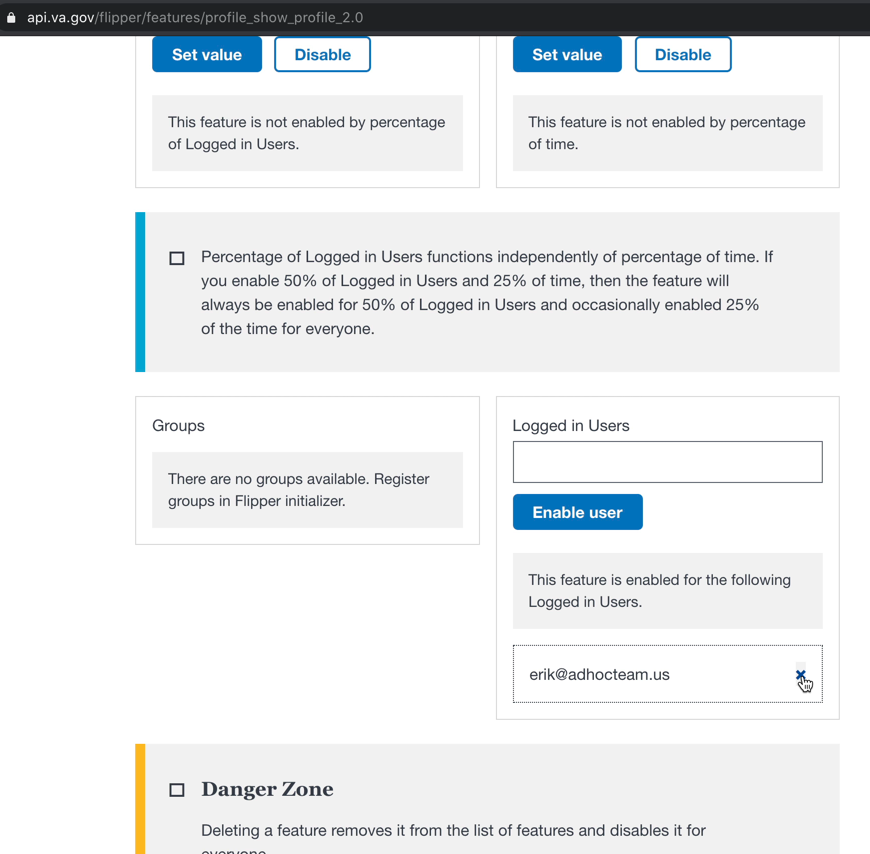 api.va.gov/flipper/features/profile_show_profile_2.0
Set value
Disable
Set value
Disable
This feature is not enabled by percentage
of Logged in Users.
This feature is not enabled by percentage
of time.
Percentage of Logged in Users functions independently of percentage of time. If
you enable 50% of Logged in Users and 25% of time, then the feature will
always be enabled for 50% of Logged in Users and occasionally enabled 25%
of the time for everyone.
Groups
There are no groups available. Register
groups in Flipper initializer.
Logged in Users
Enable user
This feature is enabled for the following
Logged in Users.
erik@adhocteam.us
Danger Zone
Deleting a feature removes it from the list of features and disables it for
everyone